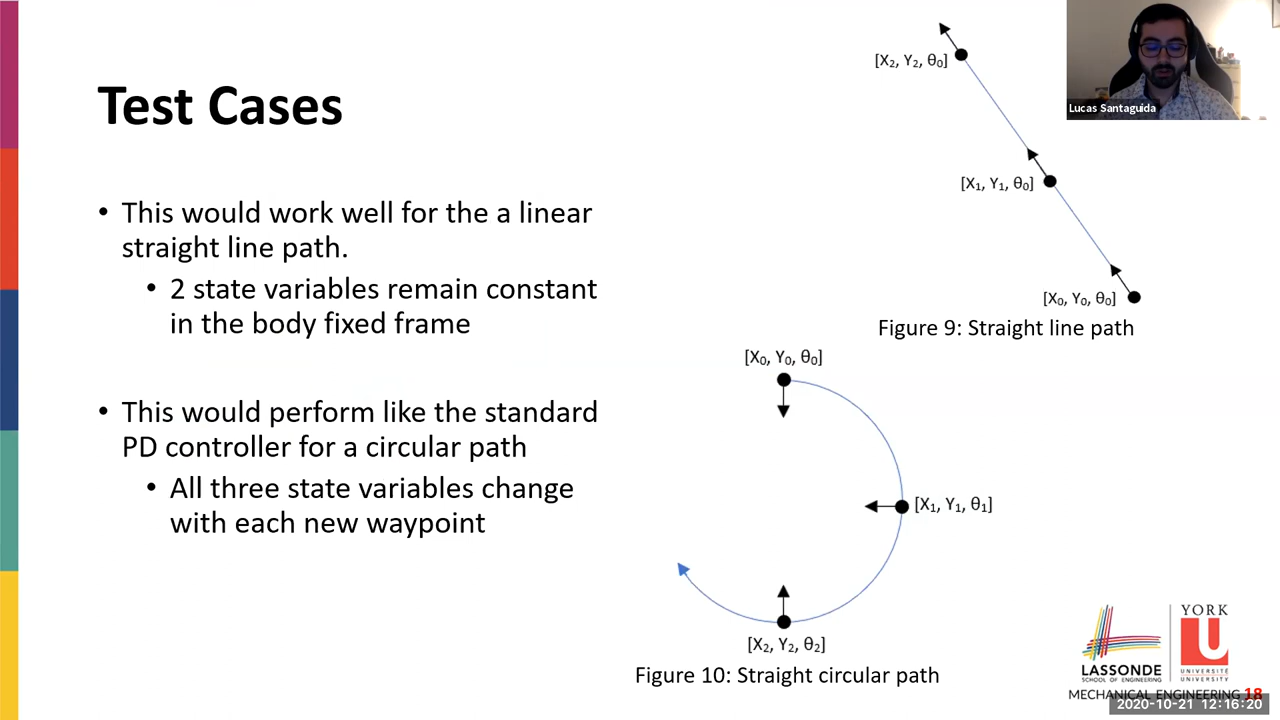 Test Cases
• This would work well for the a linear
straight line path.
• 2 state variables remain constant
in the body fixed frame
• This would perform like the standard
PD controller for a circular path
• All three state variables change
with each new waypoint
[X₂, Y₂, θ₀]
[X₁, Y₁, θ₀]
[X₀, Y₀, θ₀]
Figure 9: Straight line path
[X₀, Y₀, θ₀]
[X₁, Y₁, θ₁]
[X₂, Y₂, θ₂]
Figure 10: Straight circular path
Lucas Santaguida
LASSONDE
SCHOOL OF ENGINEERING
YORK
U
UNIVERSITÉ
UNIVERSITY
MECHANICAL ENGINEERING 18
2020-10-21 12:16:20